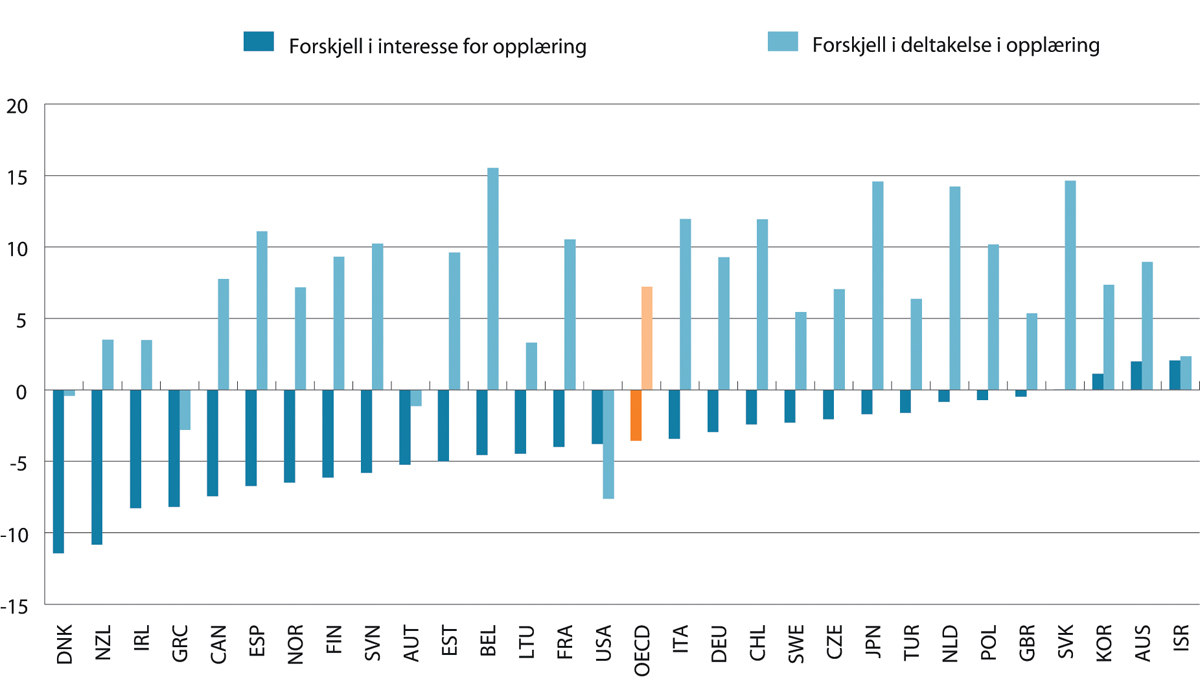 Forskjell i interesse for opplæring
Forskjell i deltakelse i opplæring
20
15
10
5
0
-5
-10
-15
DNK
NZL
IRL
GRC
CAN
ESP
NOR
FIN
SVN
AUT
EST
BEL
LTU
FRA
USA
OECD
ITA
DEU
CHL
SWE
CZE
JPN
TUR
NLD
POL
GBR
SVK
KOR
AUS
ISR